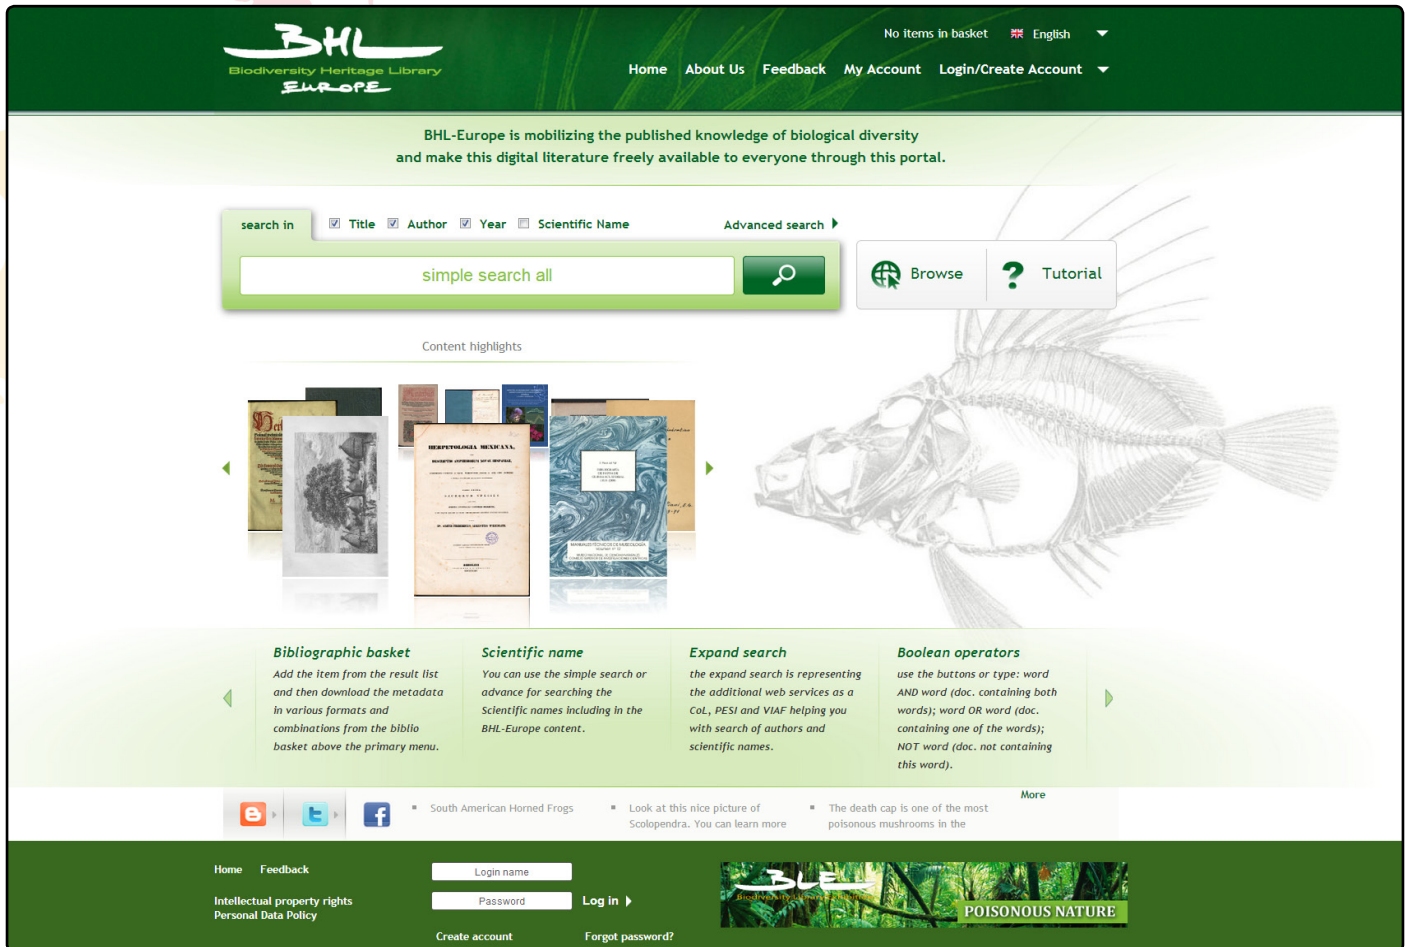 BHL
Biodiversity Heritage Library
EUROPE
No items in basket
English
Home About Us Feedback My Account Login/Create Account
BHL-Europe is mobilizing the published knowledge of biological diversity
and make this digital literature freely available to everyone through this portal.
search in
Title Author Year Scientific Name
Advanced search
simple search all
Browse
? Tutorial
Content highlights
HERPETOLOGIA MEXICANA,
MANUALES TECNICOS DE MUSEOLOGIA
Bibliographic basket
Add the item from the result list
and then download the metadata
in various formats and
combinations from the biblio
basket above the primary menu.
Scientific name
You can use the simple search or
advance for searching the
Scientific names including in the
BHL-Europe content.
Expand search
the expand search is representing
the additional web services as a
CoL, PESI and VIAF helping you
with search of authors and
scientific names.
Boolean operators
use the buttons or type: word
AND word (doc. containing both
words); word OR word (doc.
containing one of the words);
NOT word (doc. not containing
this word).
More
South American Horned Frogs
Look at this nice picture of
Scolopendra. You can learn more
The death cap is one of the most
poisonous mushrooms in the
Home Feedback
Intellectual property rights
Personal Data Policy
Login name
Password
Log in
Create account
Forgot password?
BLE
POISONOUS NATURE